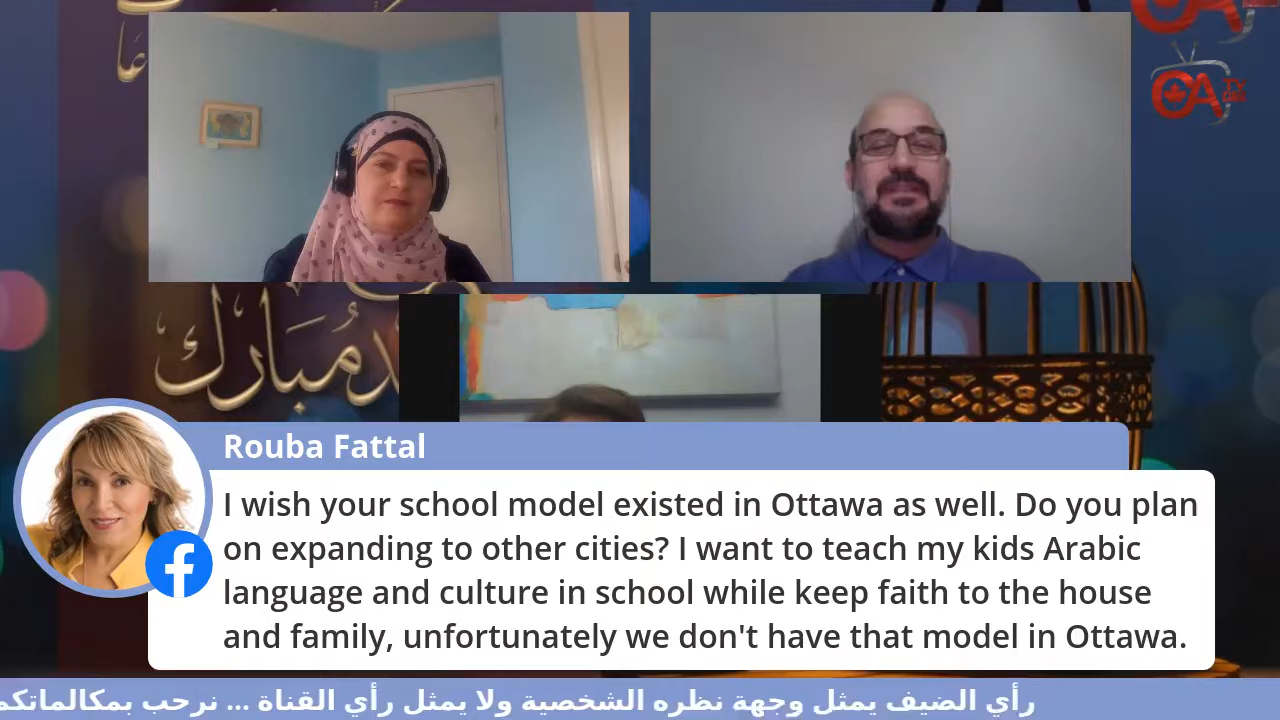 OA
TV
دمبارك
Rouba Fattal
I wish your school model existed in Ottawa as well. Do you plan
on expanding to other cities? I want to teach my kids Arabic
language and culture in school while keep faith to the house
and family, unfortunately we don't have that model in Ottawa.
رأي الضيف يمثل وجهة نظره الشخصية ولا يمثل رأي القناة ... نرحب بمكالماتكم